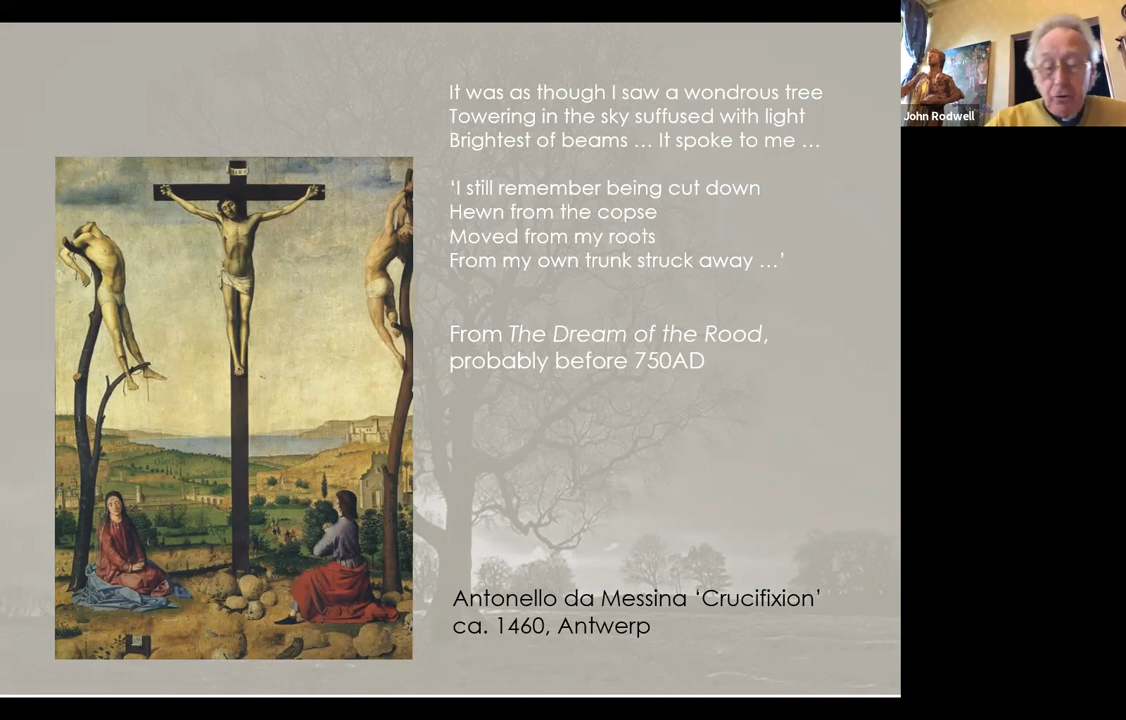 It was as though I saw a wondrous tree
Towering in the sky suffused with light
Brightest of beams … It spoke to me …
‘I still remember being cut down
Hewn from the copse
Moved from my roots
From my own trunk struck away …’
From The Dream of the Rood,
probably before 750AD
Antonello da Messina ‘Crucifixion’
ca. 1460, Antwerp
John Rodwell